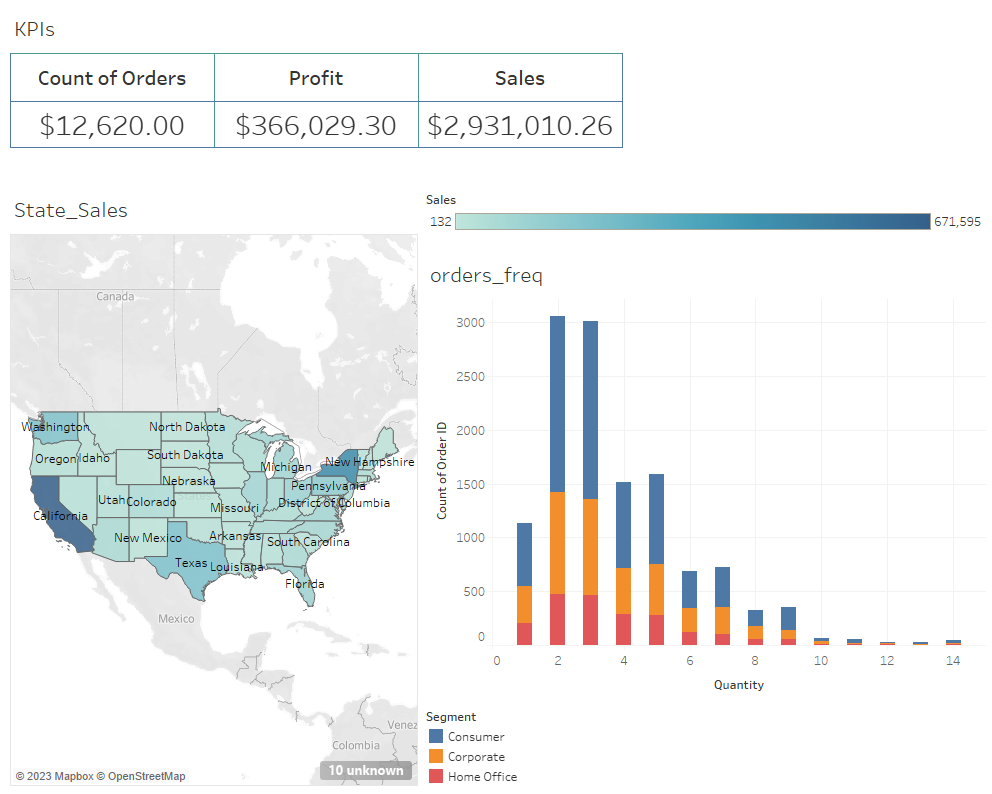 KPIs
Count of Orders Profit Sales
$12,620.00 $366,029.30 $2,931,010.26
State_Sales
Sales
132 671,595
Canada
Washington
North Dakota
Oregon Idaho
South Dakota
Michigan
New Hampshire
Nebraska
Pennsylvania
Utah Colorado
Missouri
District of Columbia
California
New Mexico
Arkansas
South Carolina
Texas
Louisiana
Florida
Mexico
Venez
Colombia
10 unknown
© 2023 Mapbox © OpenStreetMap
orders_freq
Count of Order ID
3000
2500
2000
1500
1000
500
0
0 2 4 6 8 10 12 14
Quantity
Segment
Consumer
Corporate
Home Office